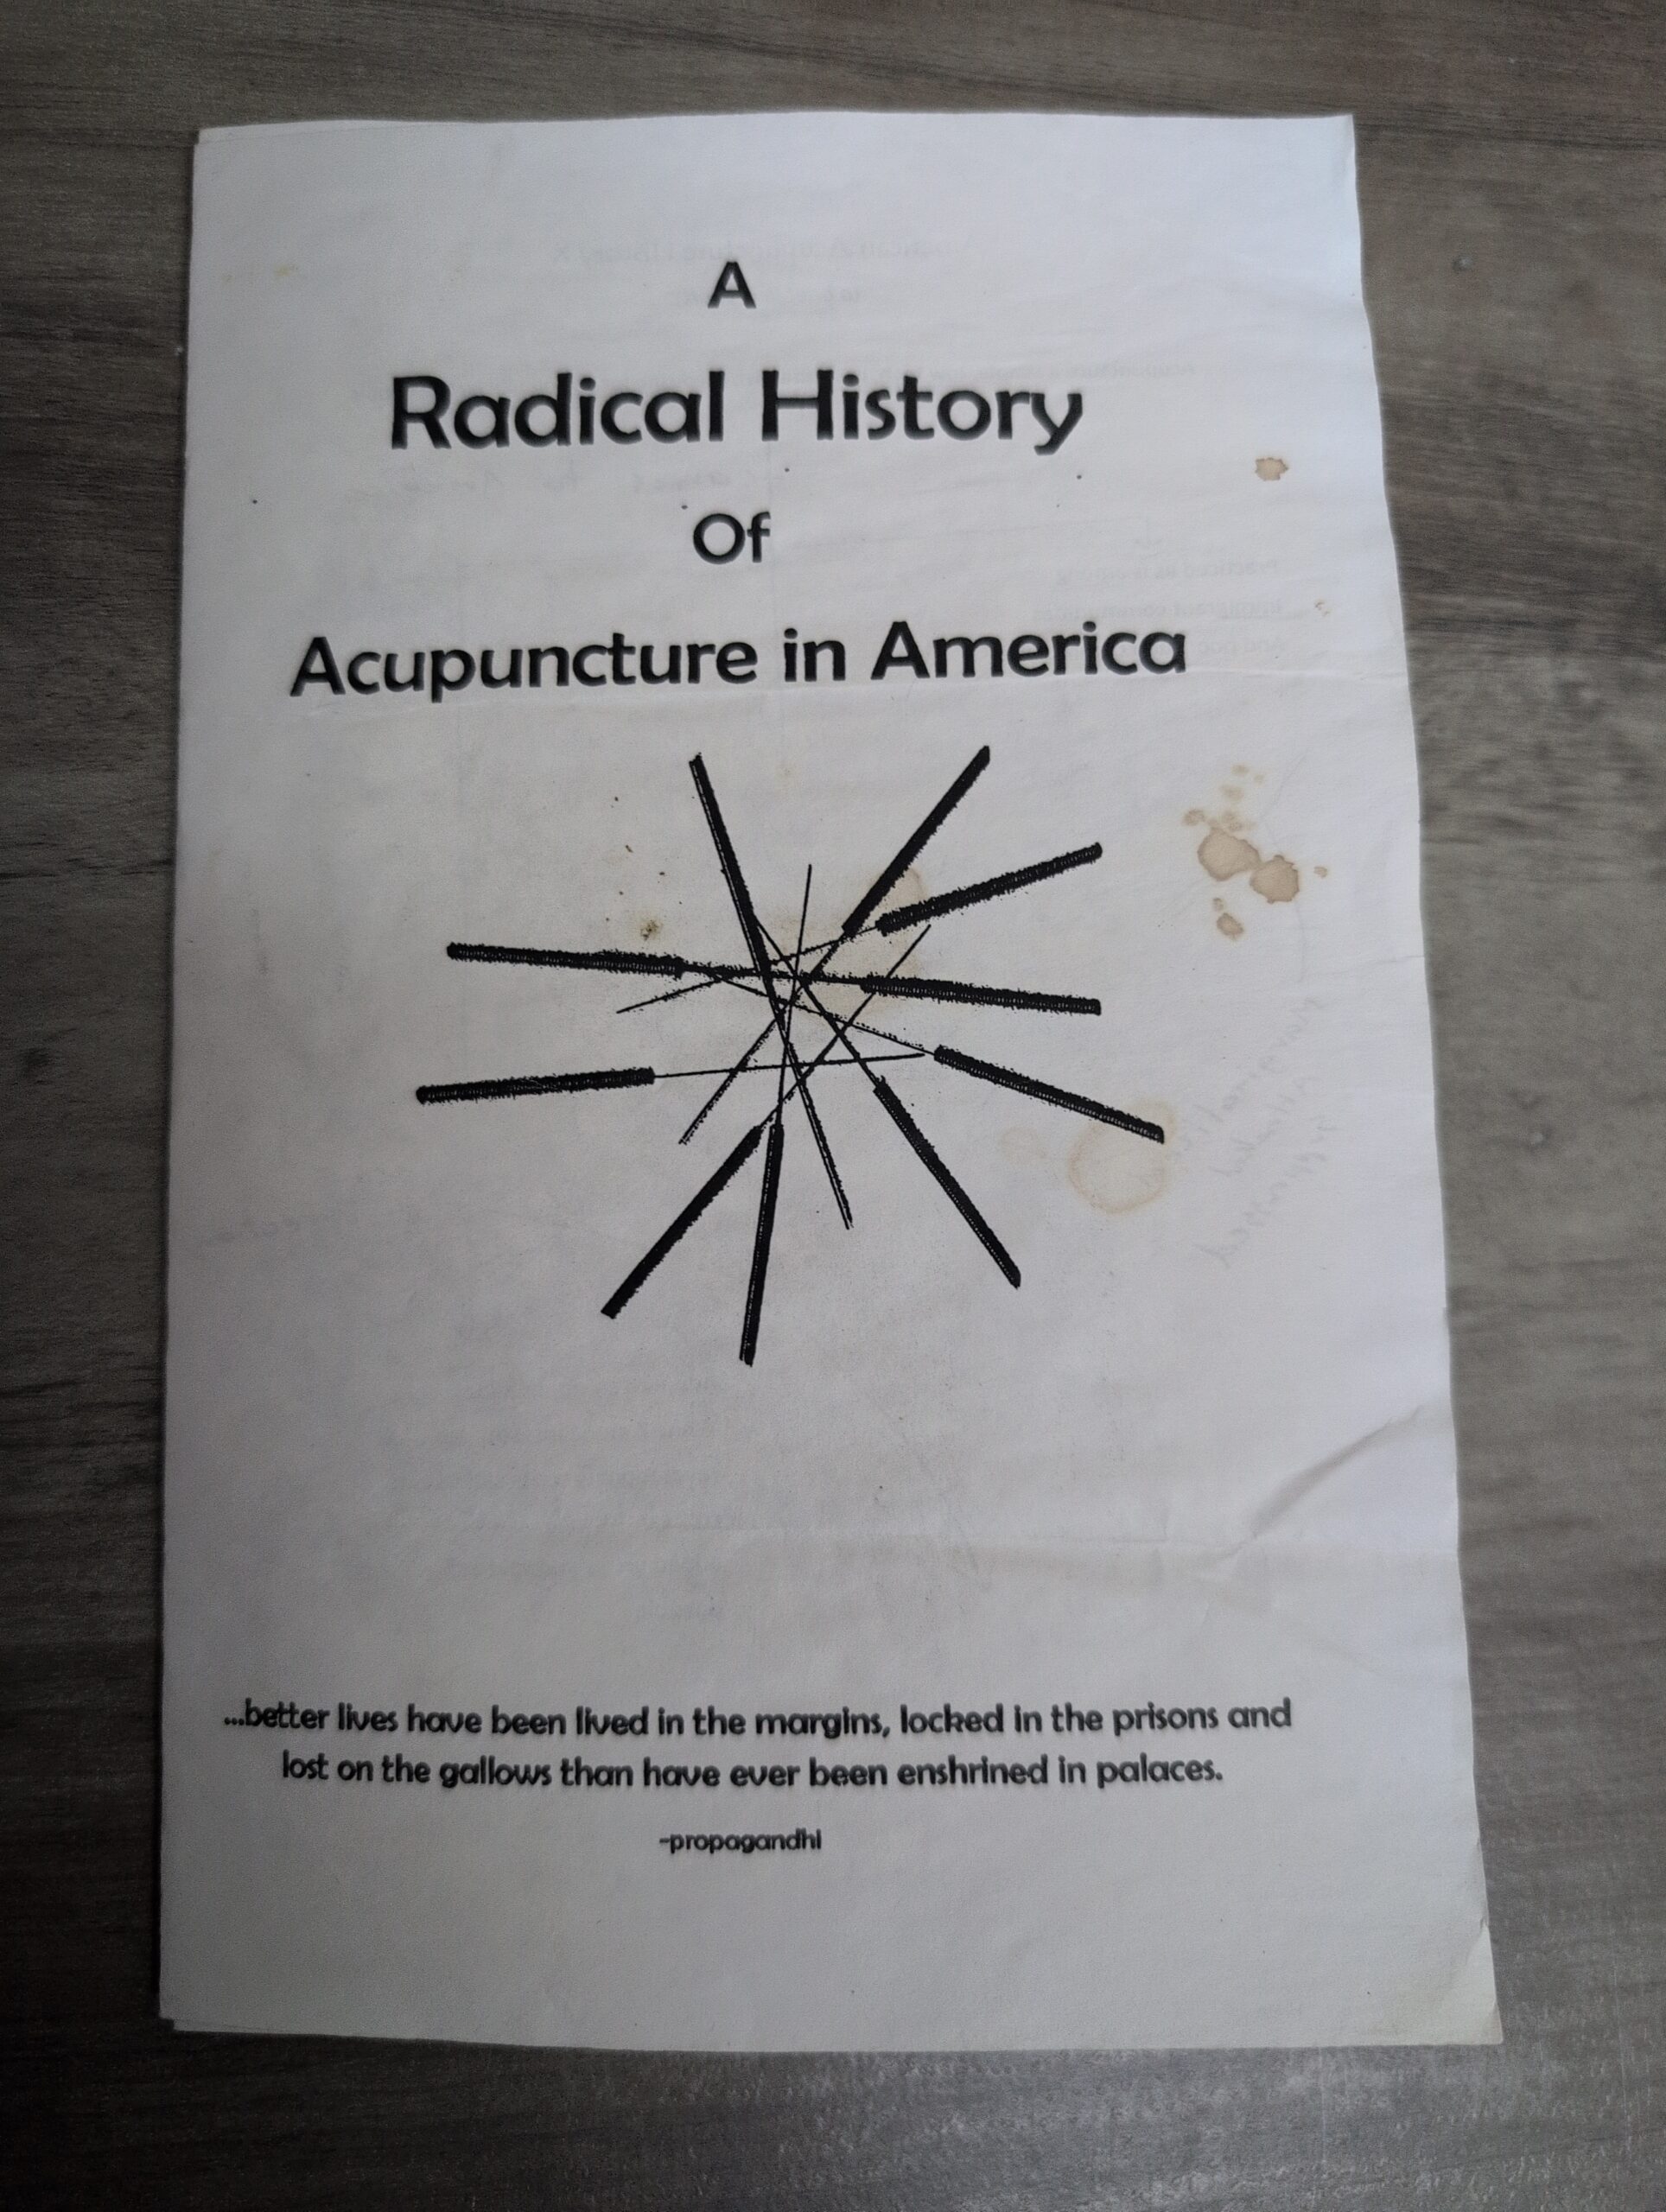 A
Radical History
Of
Acupuncture in America
...better lives have been lived in the margins, locked in the prisons and
lost on the gallows than have ever been enshrined in palaces.
-propagandhi